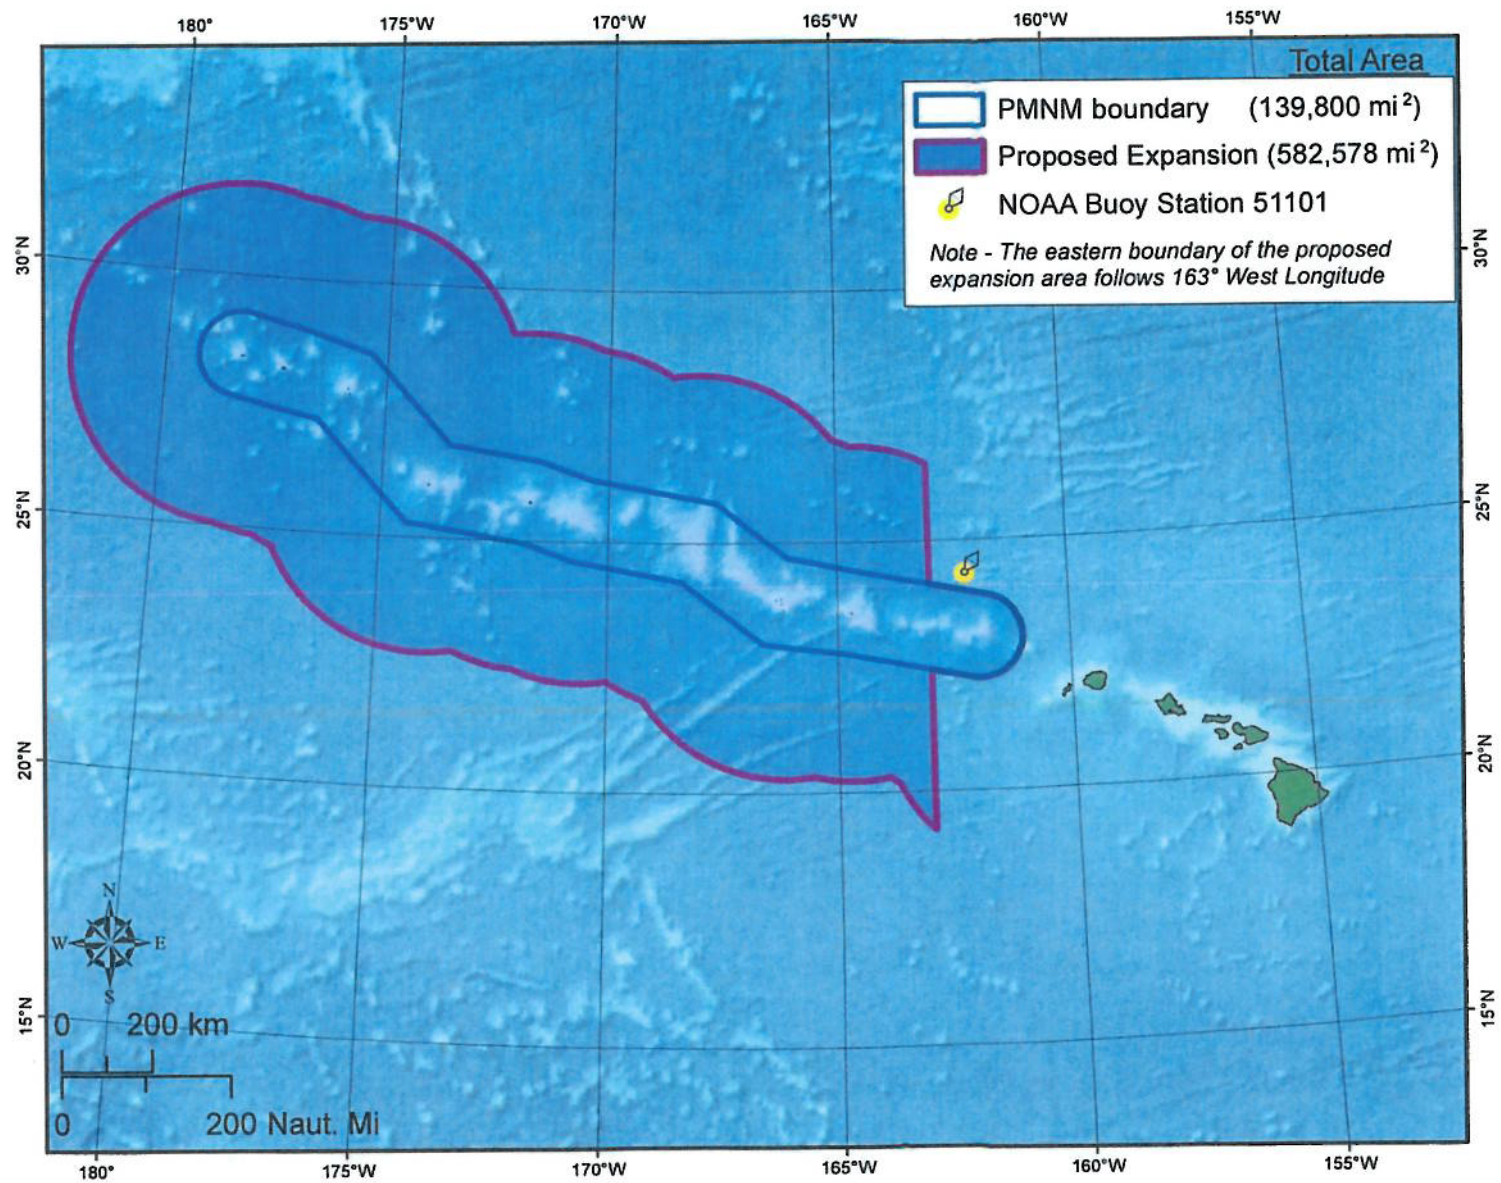 180°
175°W
170°W
165°W
160°W
155°W
Total Area
PMNM boundary (139,800 mi²)
Proposed Expansion (582,578 mi²)
NOAA Buoy Station 51101
Note - The eastern boundary of the proposed
expansion area follows 163° West Longitude
30°N
30°N
25°N
25°N
20°N
20°N
15°N
15°N
N
W
E
S
0 200 km
0 200 Naut. Mi
180°
175°W
170°W
165°W
160°W
155°W